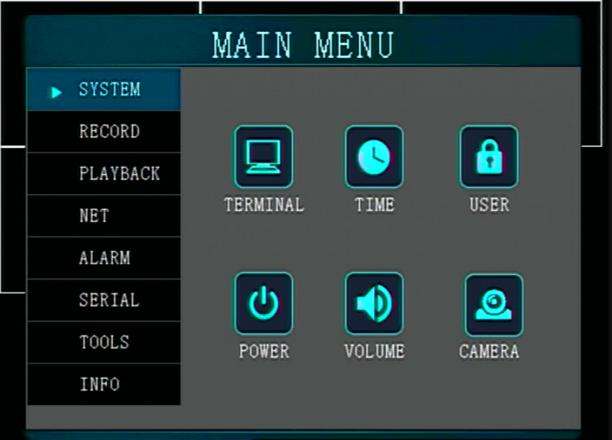 MAIN MENU
SYSTEM
RECORD
PLAYBACK
NET
ALARM
SERIAL
TOOLS
INFO
TERMINAL TIME USER
POWER VOLUME CAMERA